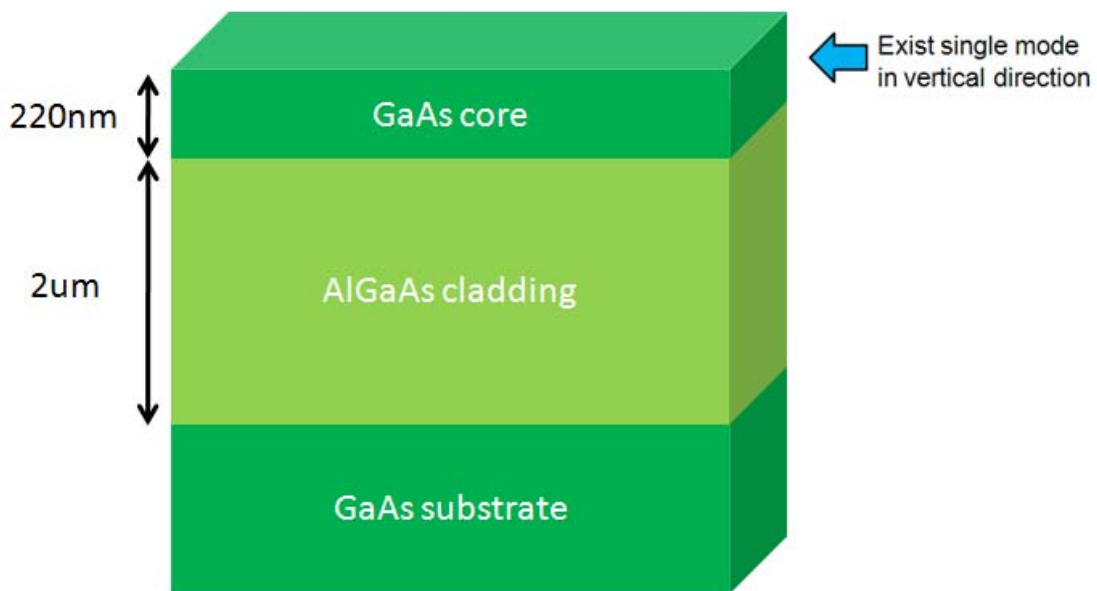 Exist single mode
in vertical direction
220nm
GaAs core
2um
AlGaAs cladding
GaAs substrate